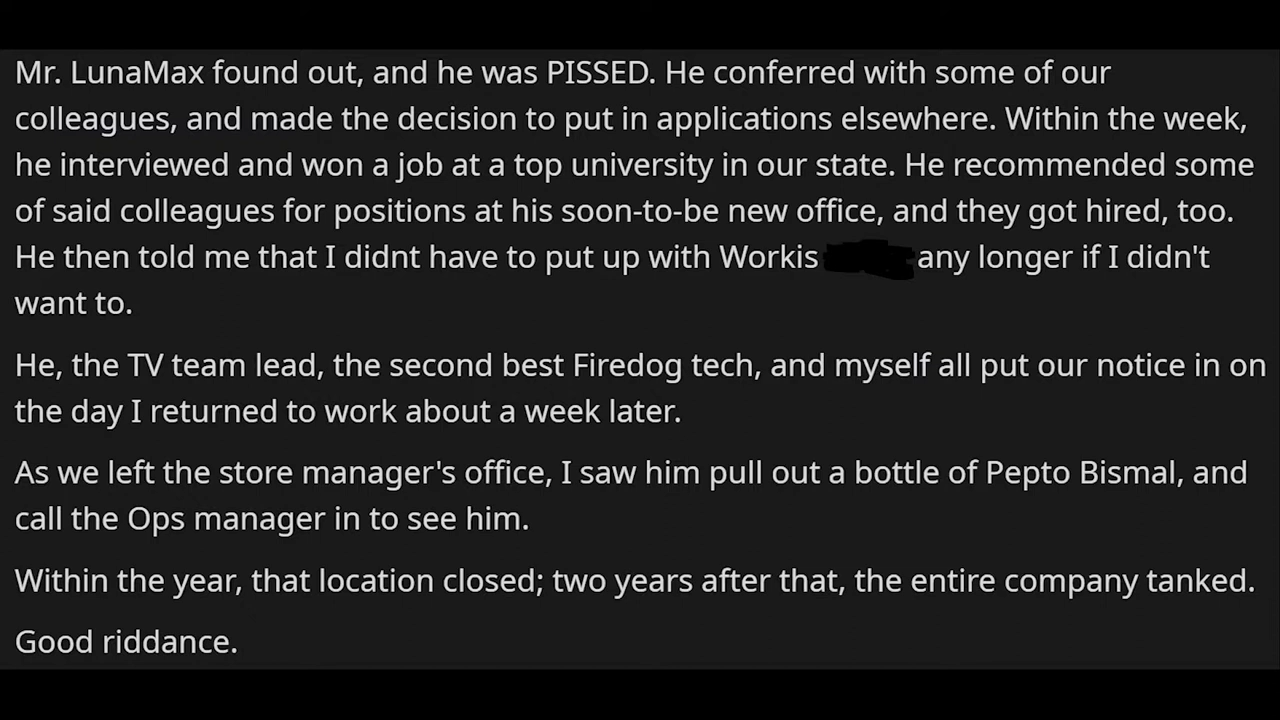 Mr. LunaMax found out, and he was PISSED. He conferred with some of our
colleagues, and made the decision to put in applications elsewhere. Within the week,
he interviewed and won a job at a top university in our state. He recommended some
of said colleagues for positions at his soon-to-be new office, and they got hired, too.
He then told me that I didnt have to put up with Workis any longer if I didn't
want to.
He, the TV team lead, the second best Firedog tech, and myself all put our notice in on
the day I returned to work about a week later.
As we left the store manager's office, I saw him pull out a bottle of Pepto Bismal, and
call the Ops manager in to see him.
Within the year, that location closed; two years after that, the entire company tanked.
Good riddance.